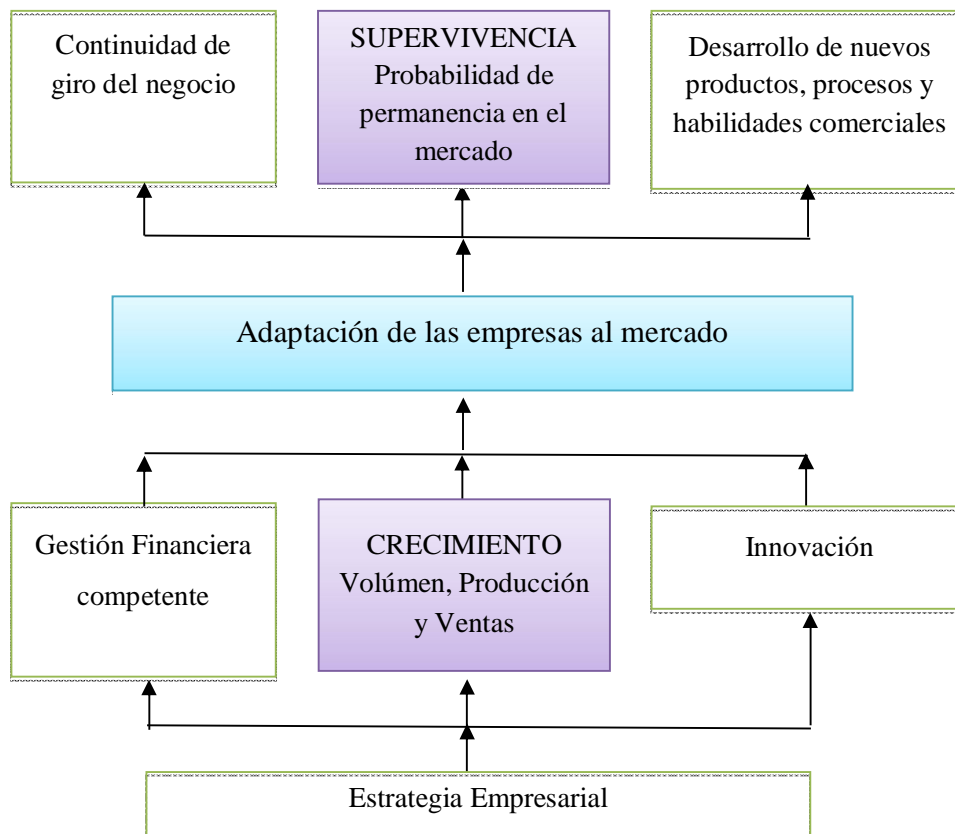 Continuidad de
giro del negocio
SUPERVIVENCIA
Probabilidad de
permanencia en el
mercado
Desarrollo de nuevos
productos, procesos y
habilidades comerciales
Adaptación de las empresas al mercado
Gestión Financiera
competente
CRECIMIENTO
Volúmen, Producción
y Ventas
Innovación
Estrategia Empresarial